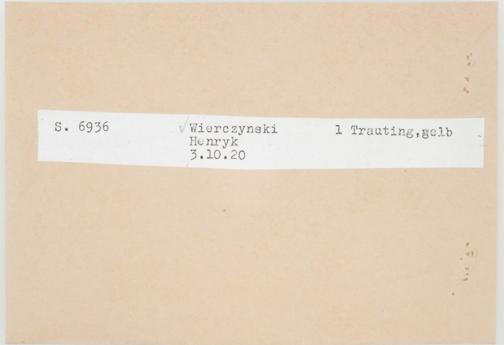 S. 6936 Wierczynski 1 Trauting,gelb
Henryk
3.10.20